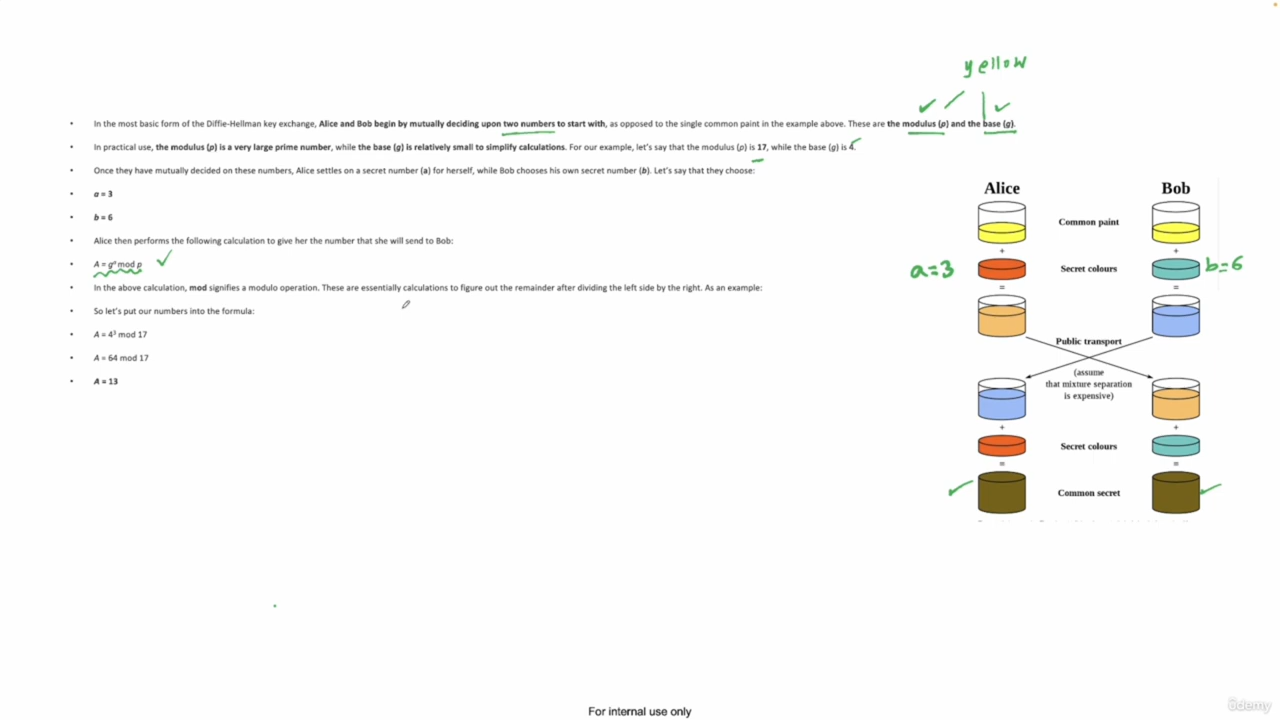 yellow
• In the most basic form of the Diffie-Hellman key exchange, Alice and Bob begin by mutually deciding upon two numbers to start with, as opposed to the single common paint in the example above. These are the modulus (p) and the base (g).
• In practical use, the modulus (p) is a very large prime number, while the base (g) is relatively small to simplify calculations. For our example, let's say that the modulus (p) is 17, while the base (g) is 4.
• Once they have mutually decided on these numbers, Alice settles on a secret number (a) for herself, while Bob chooses his own secret number (b). Let's say that they choose:
• a = 3
• b = 6
• Alice then performs the following calculation to give her the number that she will send to Bob:
• A = gᵃ mod p
• In the above calculation, mod signifies a modulo operation. These are essentially calculations to figure out the remainder after dividing the left side by the right. As an example:
• So let's put our numbers into the formula:
• A = 4³ mod 17
• A = 64 mod 17
• A = 13
Alice Bob
Common paint
+ +
a=3 Secret colours b=6
= =
Public transport
(assume
that mixture separation
is expensive)
+ +
Secret colours
= =
Common secret
For internal use only
ûdemy